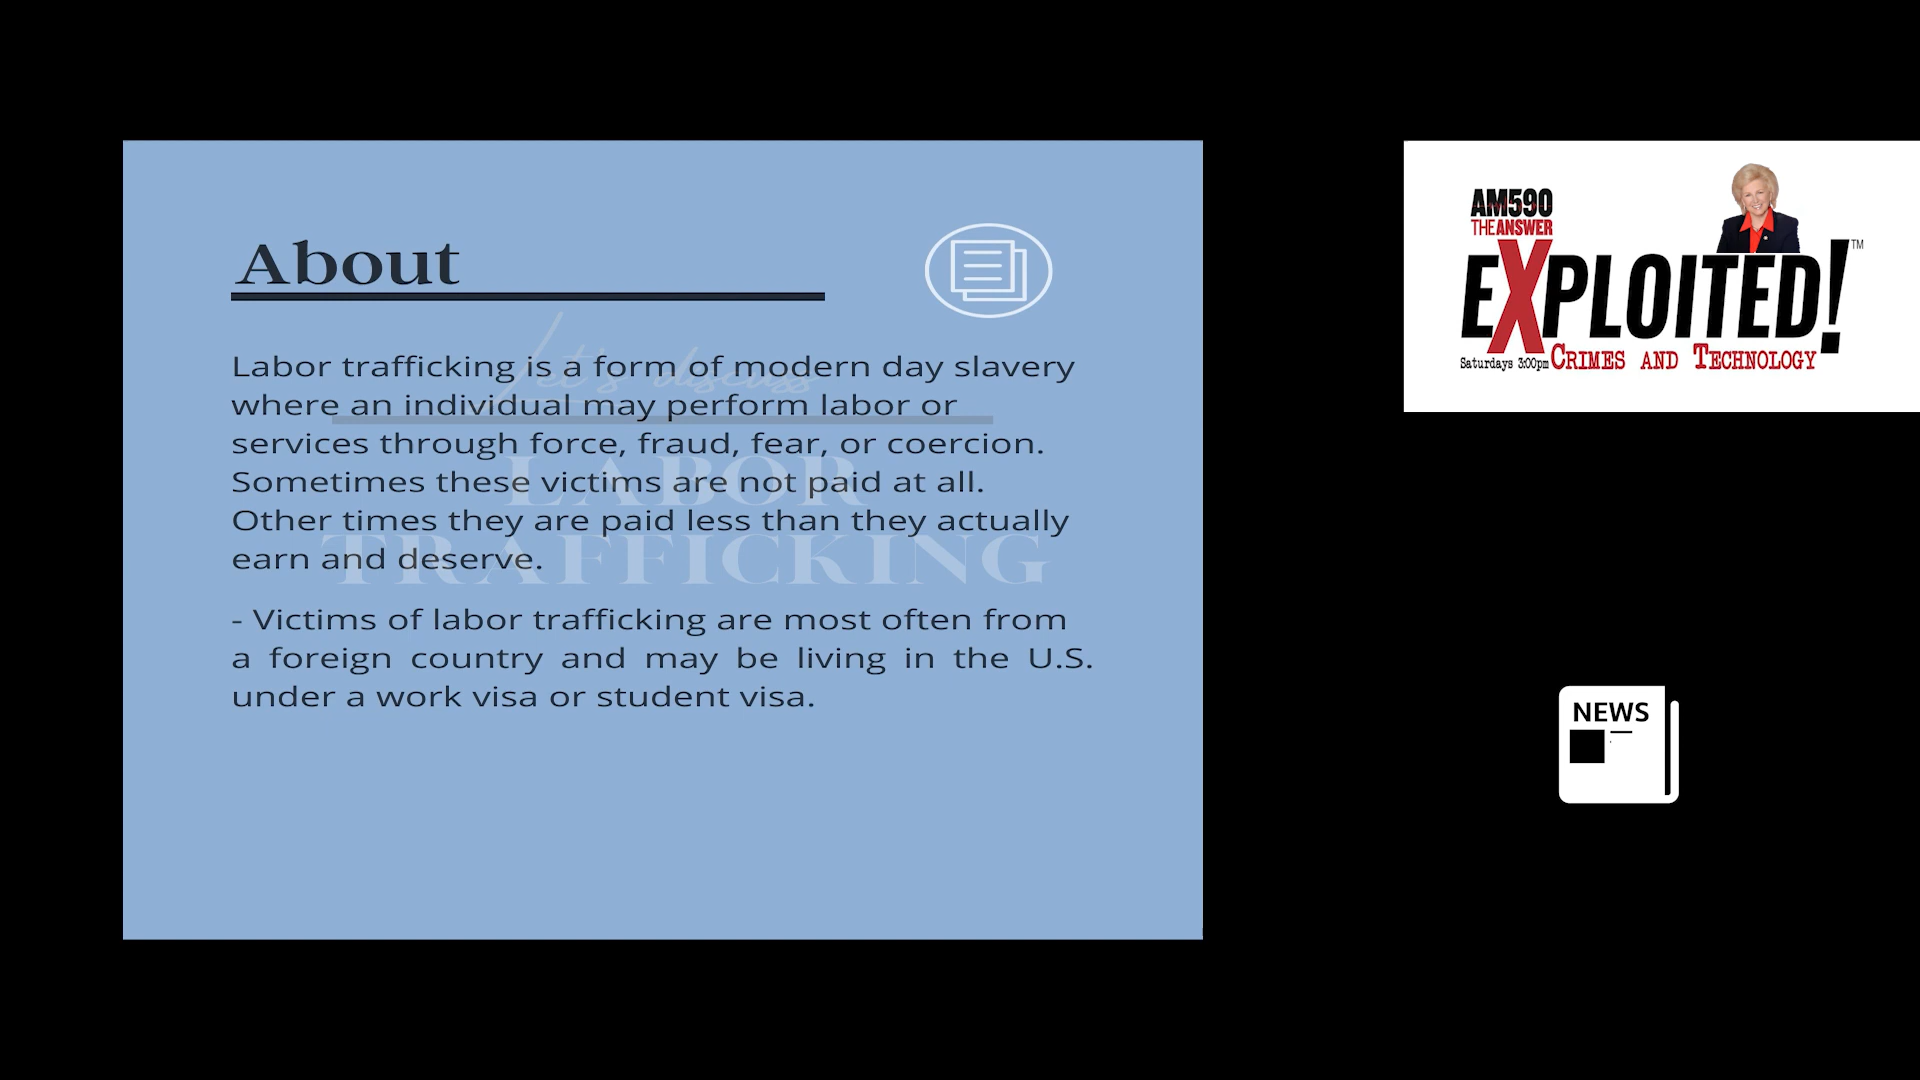 About
Let's discuss
LABOR
TRAFFICKING
Labor trafficking is a form of modern day slavery
where an individual may perform labor or
services through force, fraud, fear, or coercion.
Sometimes these victims are not paid at all.
Other times they are paid less than they actually
earn and deserve.
- Victims of labor trafficking are most often from
a foreign country and may be living in the U.S.
under a work visa or student visa.
AM590
THE ANSWER
EXPLOITED!™
Saturdays 3:00pm CRIMES AND TECHNOLOGY
NEWS